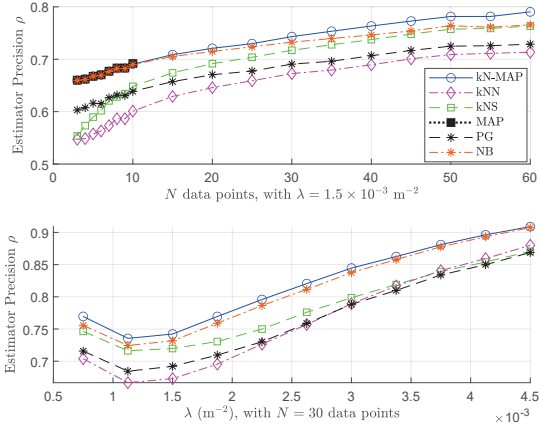 Estimator Precision ρ
0.8
0.7
0.6
0.5
0 10 20 30 40 50 60
N data points, with λ = 1.5 × 10⁻³ m⁻²
kN-MAP
kNN
kNS
MAP
PG
NB
Estimator Precision ρ
0.9
0.85
0.8
0.75
0.7
0.5 1 1.5 2 2.5 3 3.5 4 4.5
λ (m⁻²), with N = 30 data points
×10⁻³